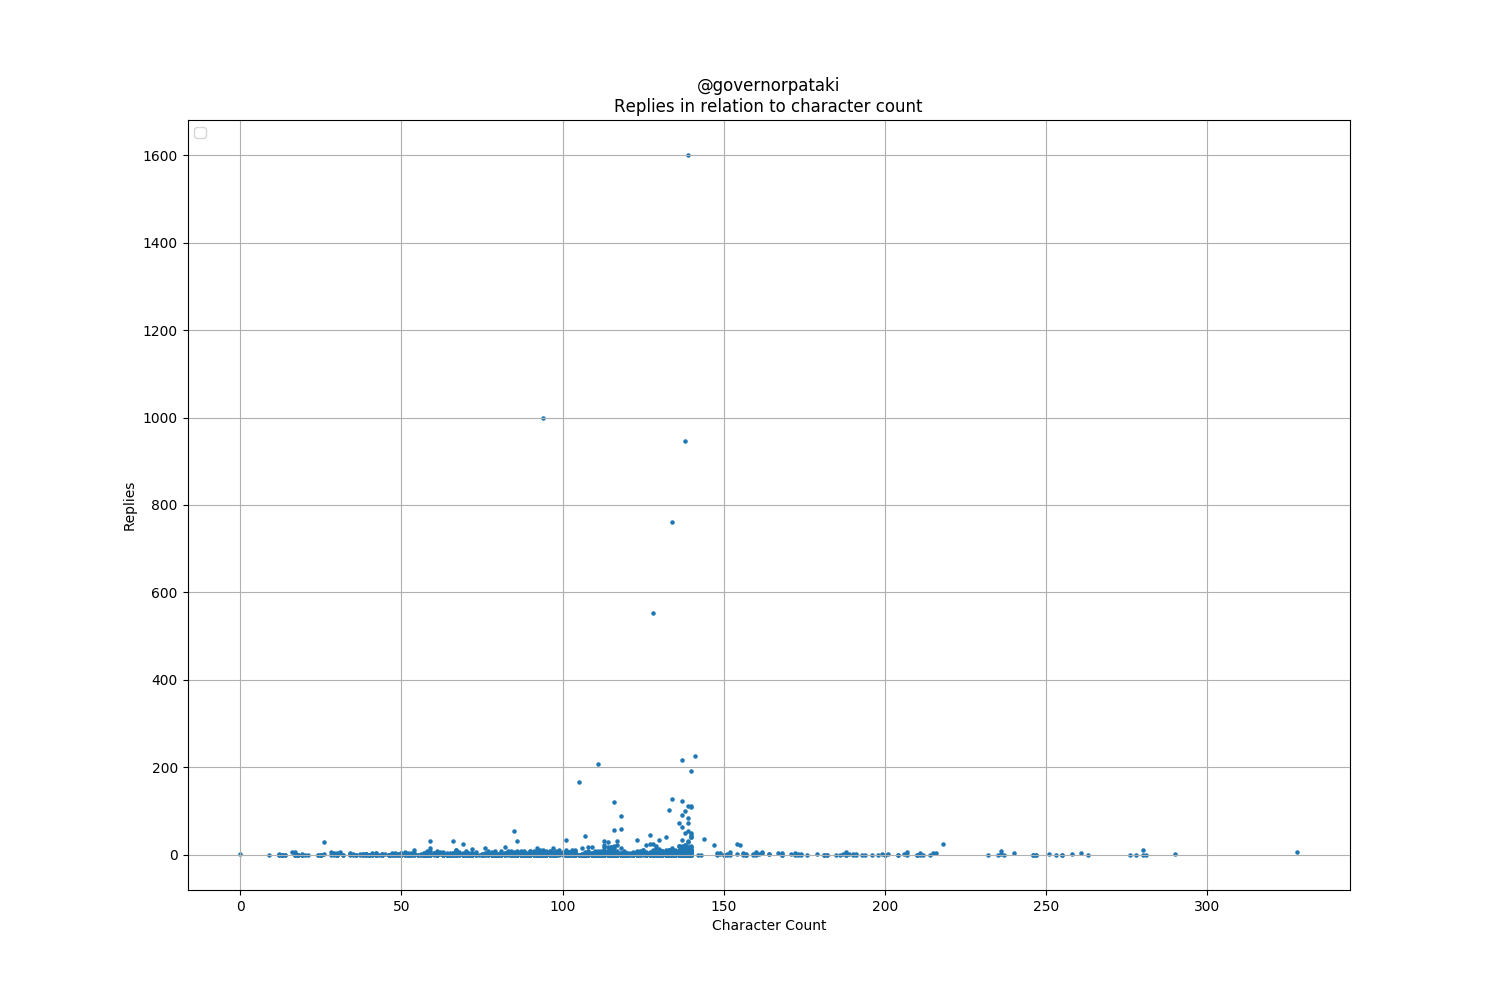 @governorpataki
Replies in relation to character count
1600
1400
1200
1000
800
600
400
200
0
Replies
0 50 100 150 200 250 300
Character Count